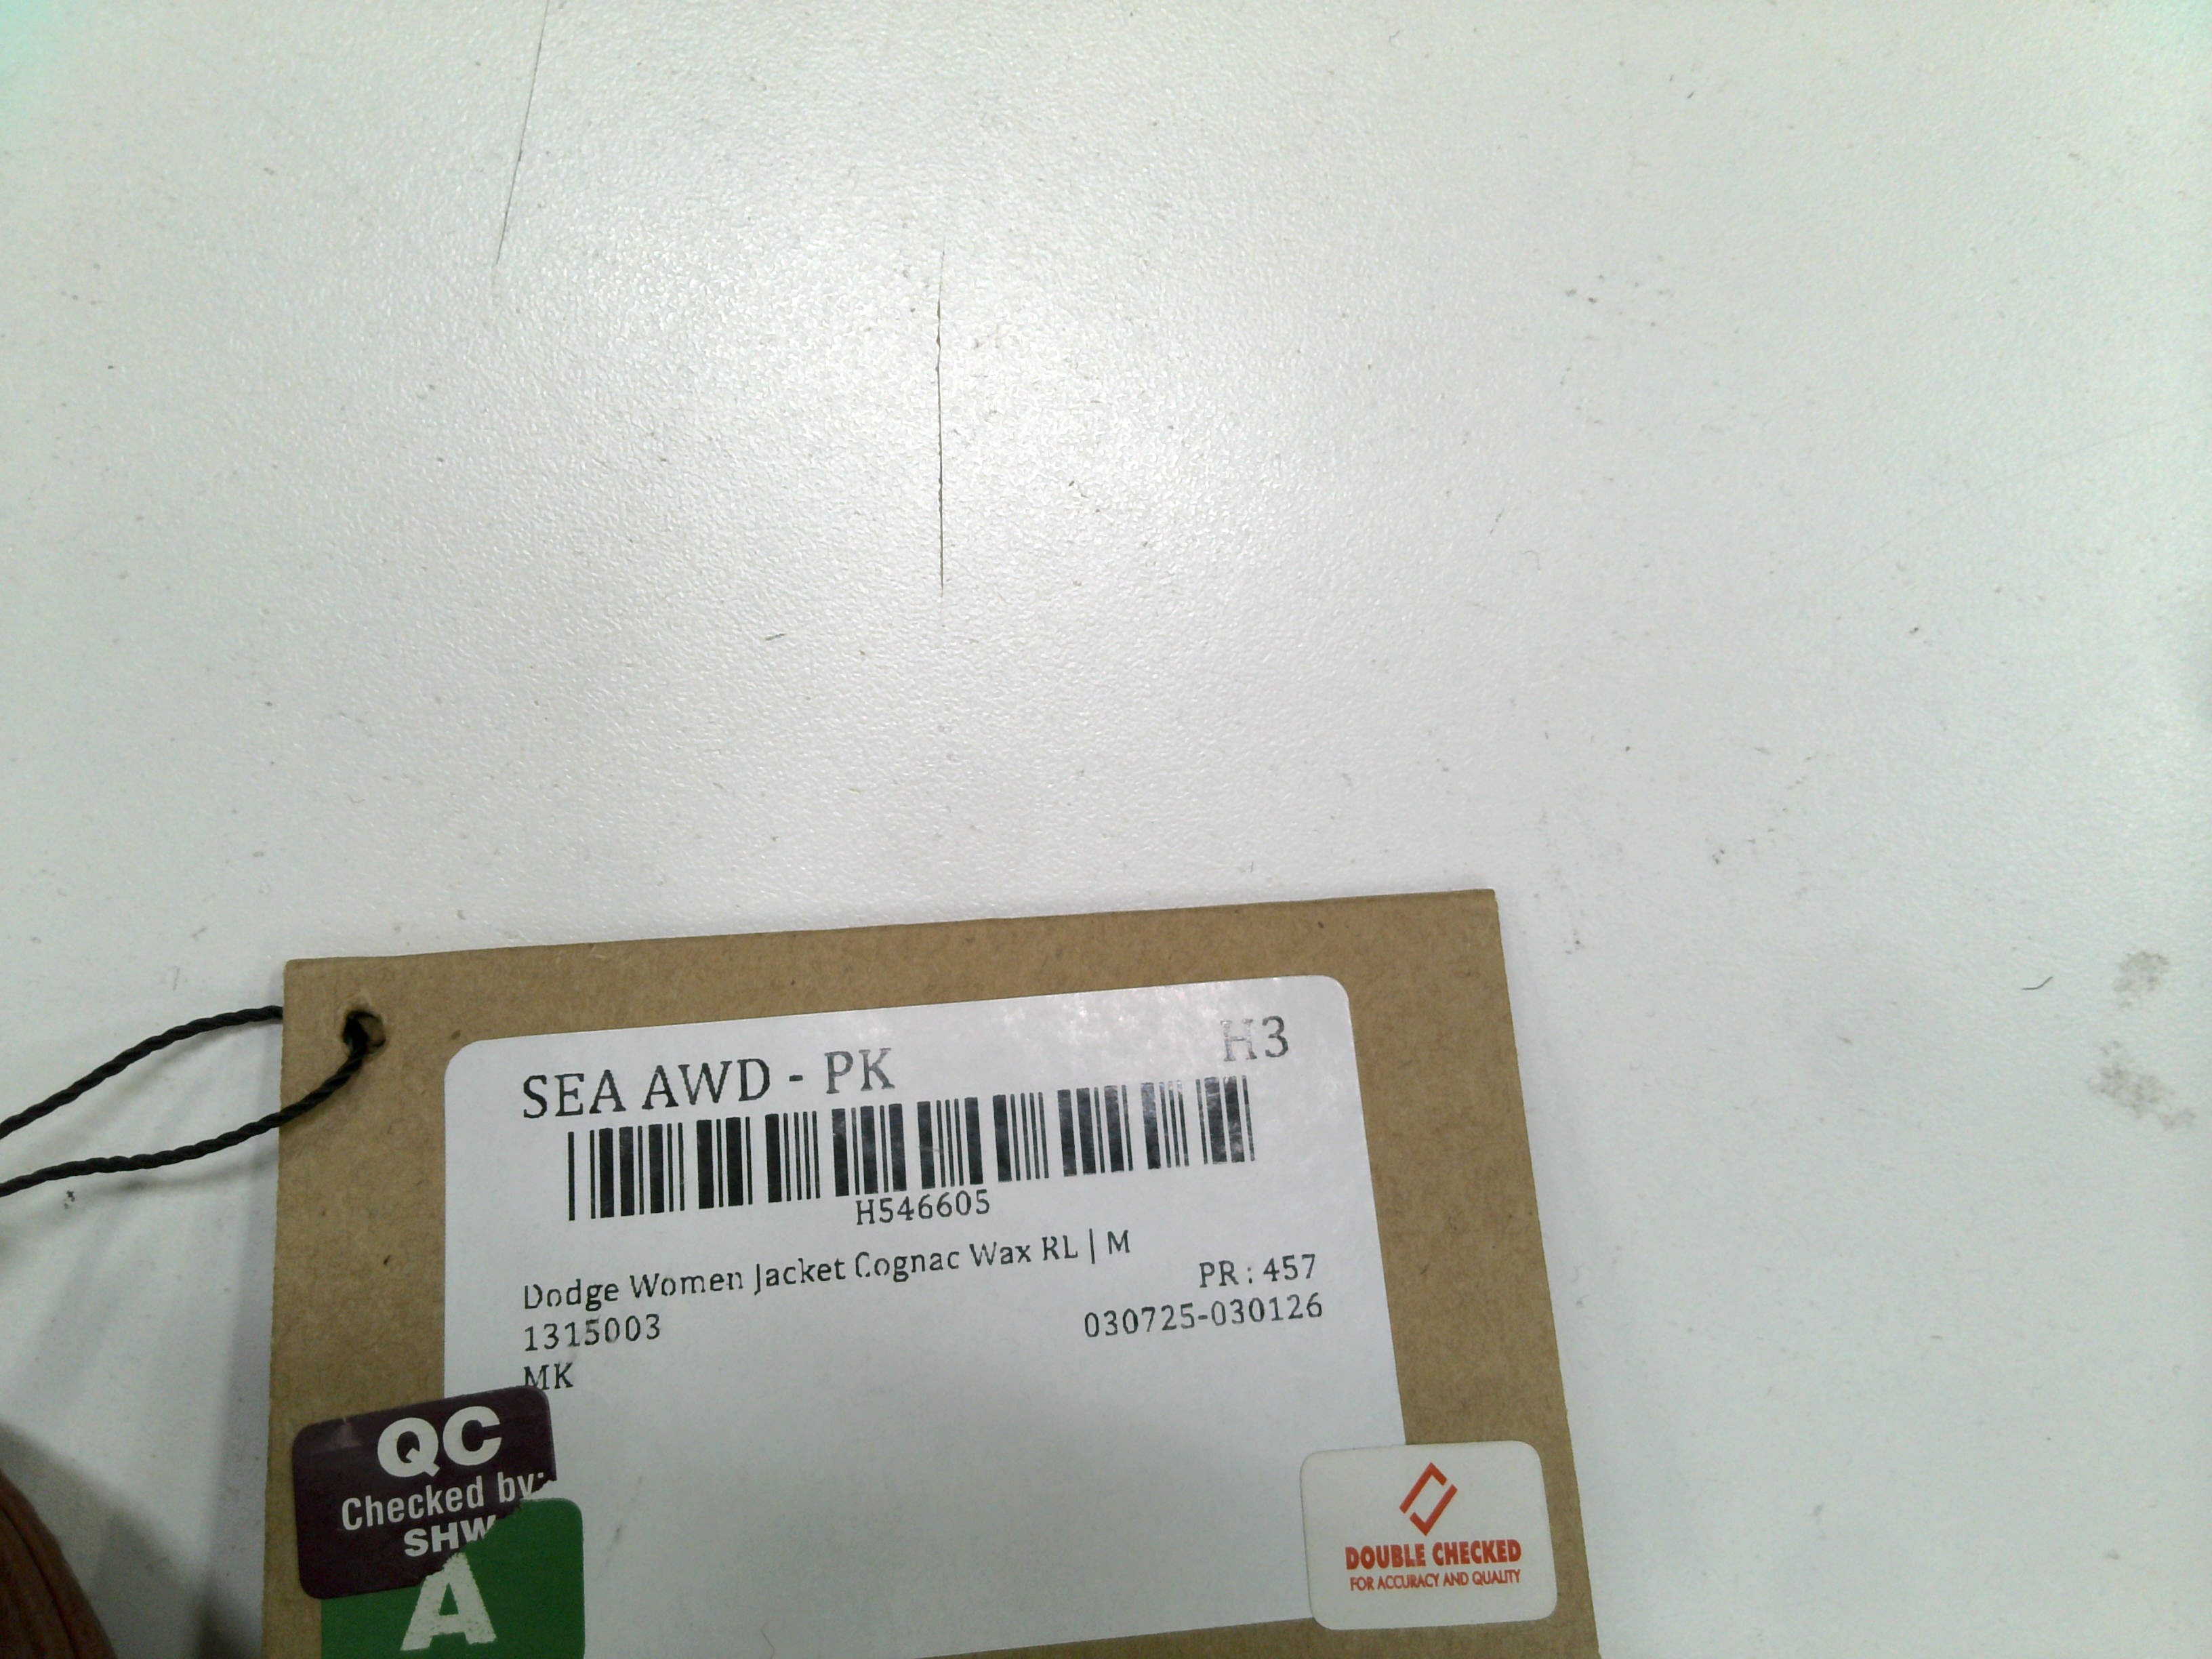 SEA AWD - PK
H3
H546605
Dodge Women Jacket Cognac Wax RL | M
PR : 457
1315003
030725-030126
MK
QC
Checked by:
SHW
A
DOUBLE CHECKED
FOR ACCURACY AND QUALITY